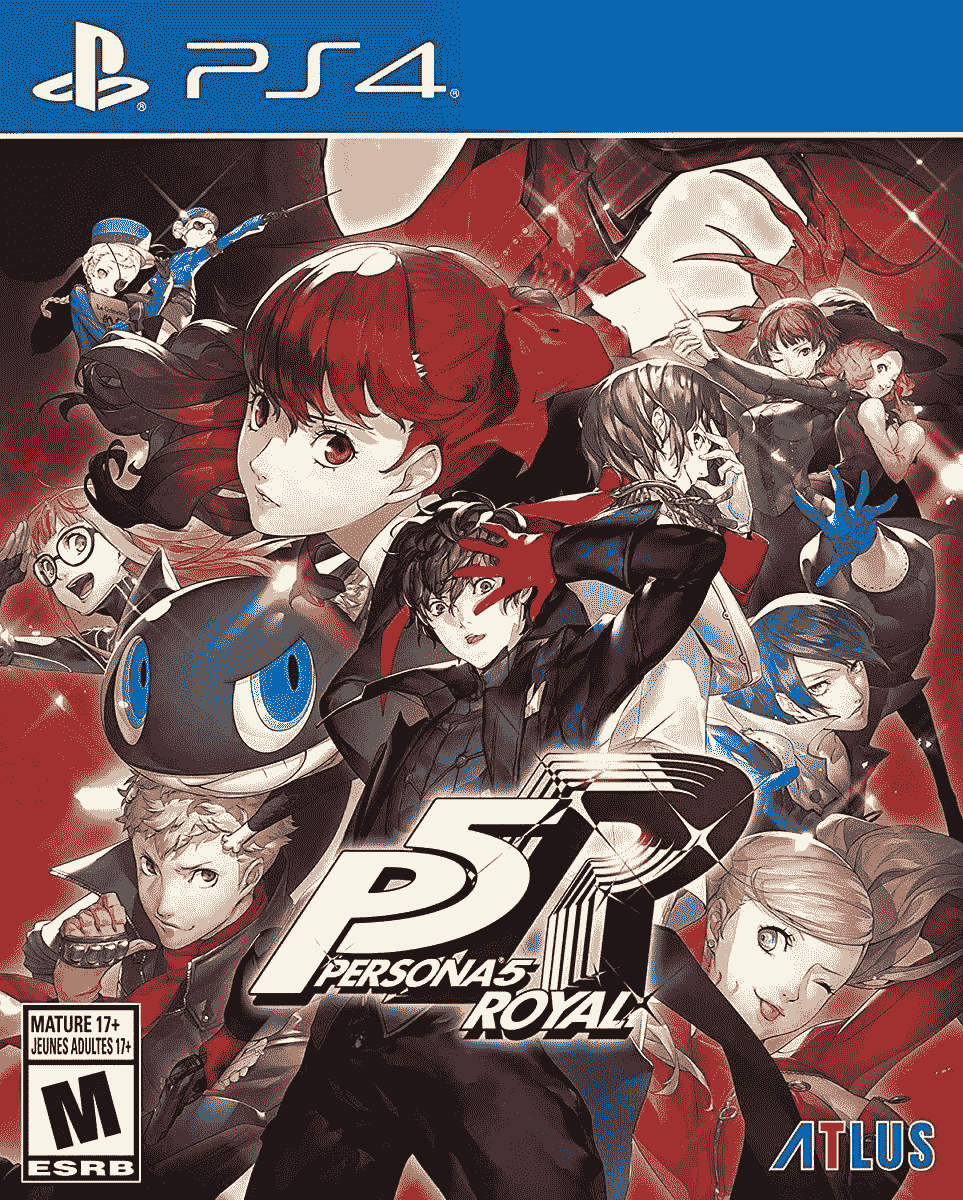 PS4
P5R
PERSONA5
ROYAL
MATURE 17+
JEUNES ADULTES 17+
M
ESRB
ATLUS